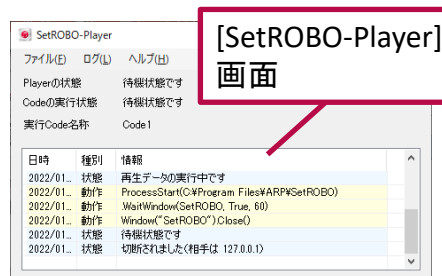 SetROBO-Player
[SetROBO-Player]
画面
ファイル(F) ログ(L) ヘルプ(H)
Playerの状態 待機状態です
Codeの実行状態 待機状態です
実行Code名称 Code1
日時 種別 情報
2022/01... 状態 再生データの実行中です
2022/01... 動作 ProcessStart(C:¥Program Files¥ARP¥SetROBO)
2022/01... 動作 .WaitWindow(SetROBO, True, 60)
2022/01... 動作 Window("SetROBO").Close()
2022/01... 状態 待機状態です
2022/01... 状態 切断されました(相手は 127.0.0.1)